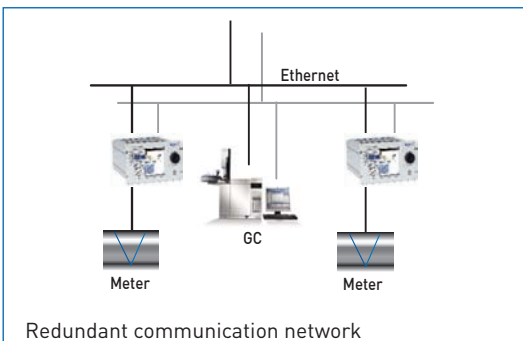 Ethernet
GC
Meter
Meter
Redundant communication network